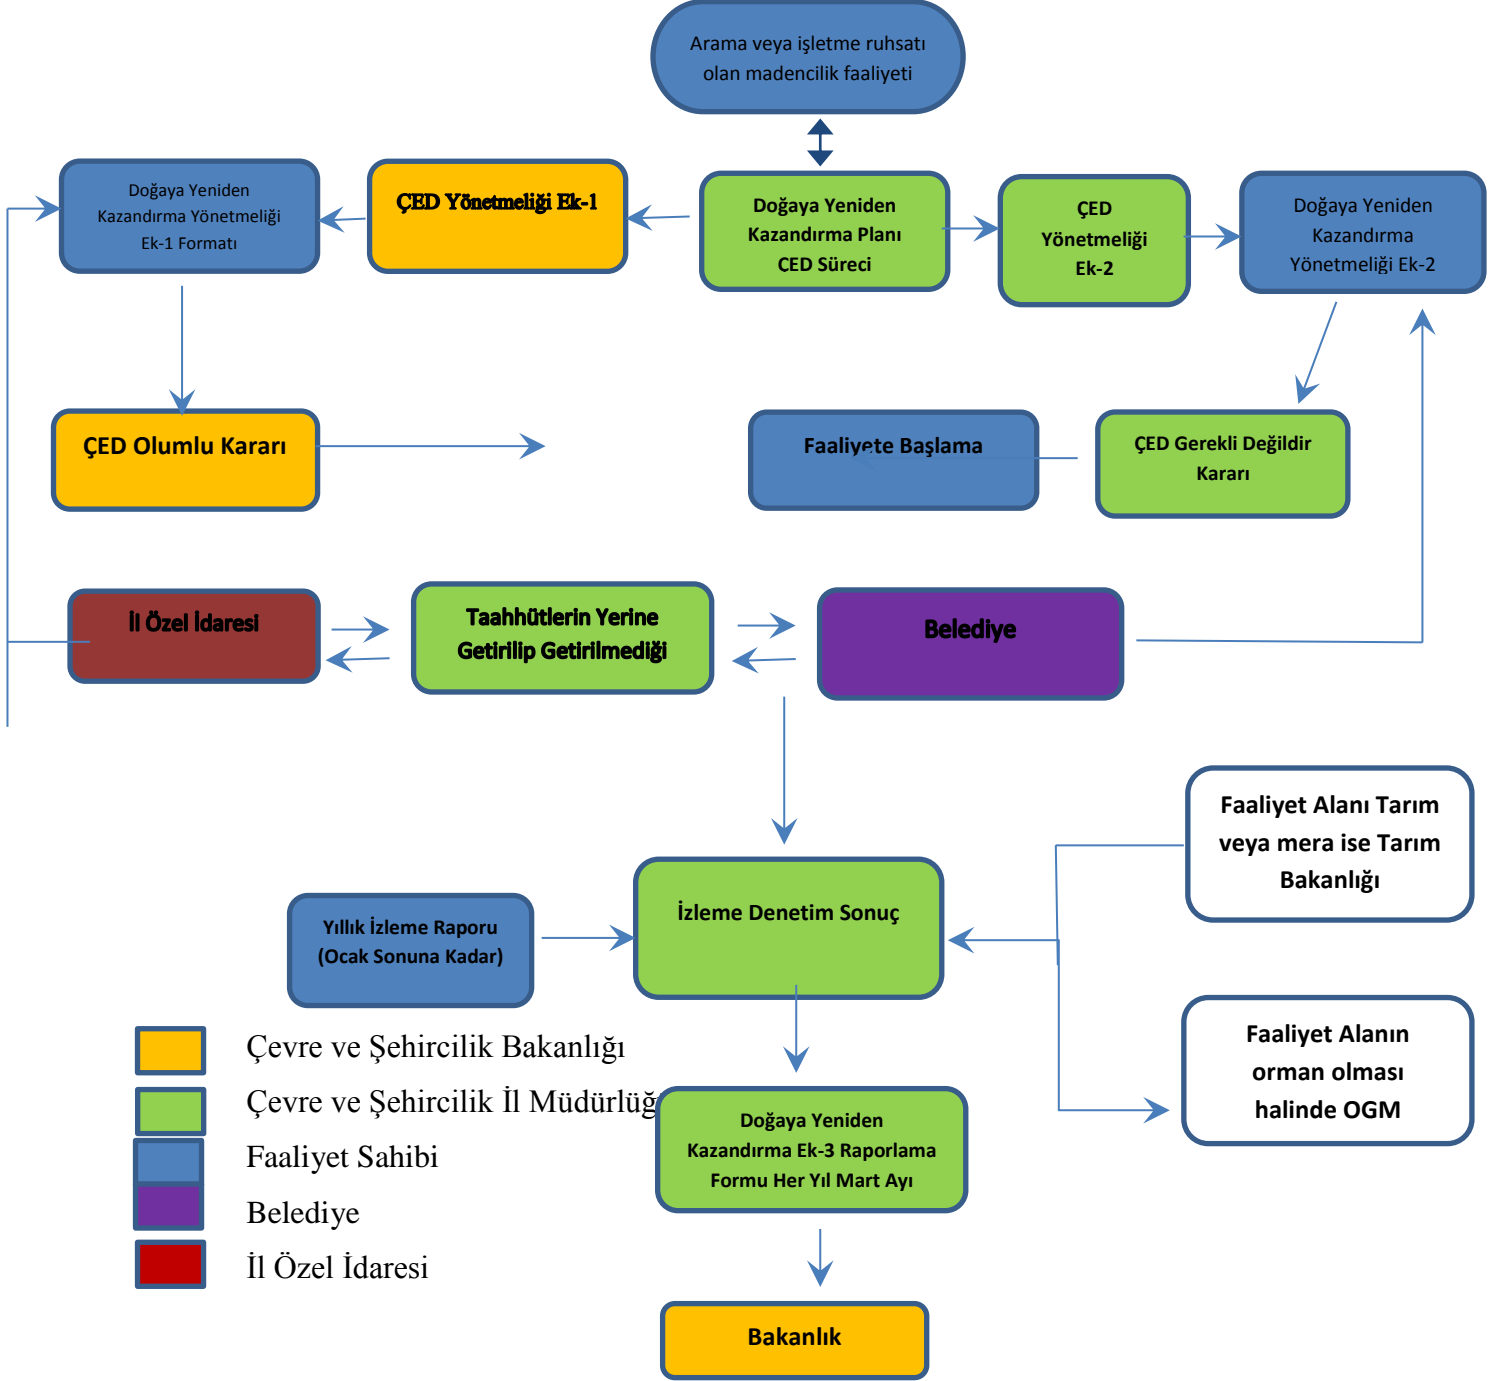 Arama veya işletme ruhsatı
olan madencilik faaliyeti
Doğaya Yeniden
Kazandırma Yönetmeliği
Ek-1 Formatı
ÇED Yönetmeliği Ek-1
Doğaya Yeniden
Kazandırma Planı
ÇED Süreci
ÇED
Yönetmeliği
Ek-2
Doğaya Yeniden
Kazandırma
Yönetmeliği Ek-2
ÇED Olumlu Kararı
Faaliyete Başlama
ÇED Gerekli Değildir
Kararı
İl Özel İdaresi
Taahhütlerin Yerine
Getirilip Getirilmediği
Belediye
Faaliyet Alanı Tarım
veya mera ise Tarım
Bakanlığı
İzleme Denetim Sonuç
Yıllık İzleme Raporu
(Ocak Sonuna Kadar)
Faaliyet Alanın
orman olması
halinde OGM
Çevre ve Şehircilik Bakanlığı
Çevre ve Şehircilik İl Müdürlüğ
Faaliyet Sahibi
Belediye
İl Özel İdaresi
Doğaya Yeniden
Kazandırma Ek-3 Raporlama
Formu Her Yıl Mart Ayı
Bakanlık